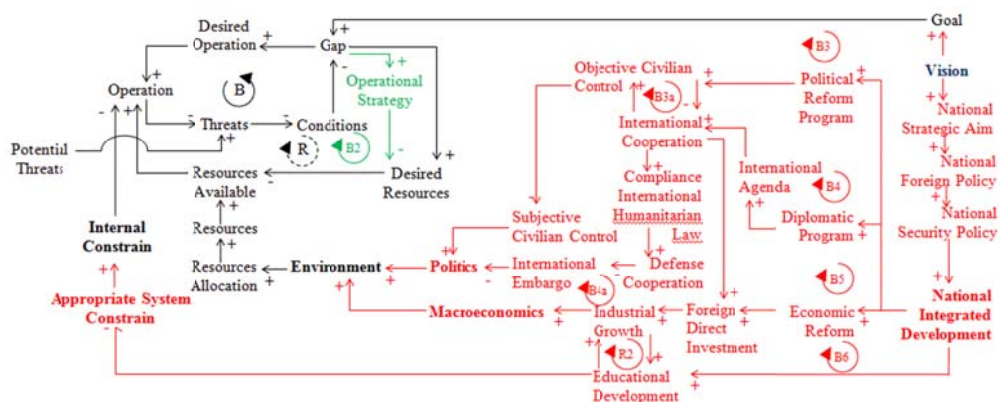 Goal
Desired
Operation
Gap
Vision
Operation
Operational
Strategy
Objective Civilian
Control
Political
Reform
Program
B3
B3a
B
Threats
Conditions
B2
R
Potential
Threats
National
Strategic Aim
International
Cooperation
Resources
Available
Desired
Resources
Compliance
International
Humanitarian
Law
International
Agenda
B4
National
Foreign Policy
Internal
Constrain
Resources
Subjective
Civilian Control
Diplomatic
Program
National
Security Policy
Resources
Allocation
Environment
Politics
International
Embargo
Defense
Cooperation
B5
Appropriate System
Constrain
B4a
Macroeconomics
Industrial
Growth
Foreign
Direct
Investment
Economic
Reform
National
Integrated
Development
R2
B6
Educational
Development